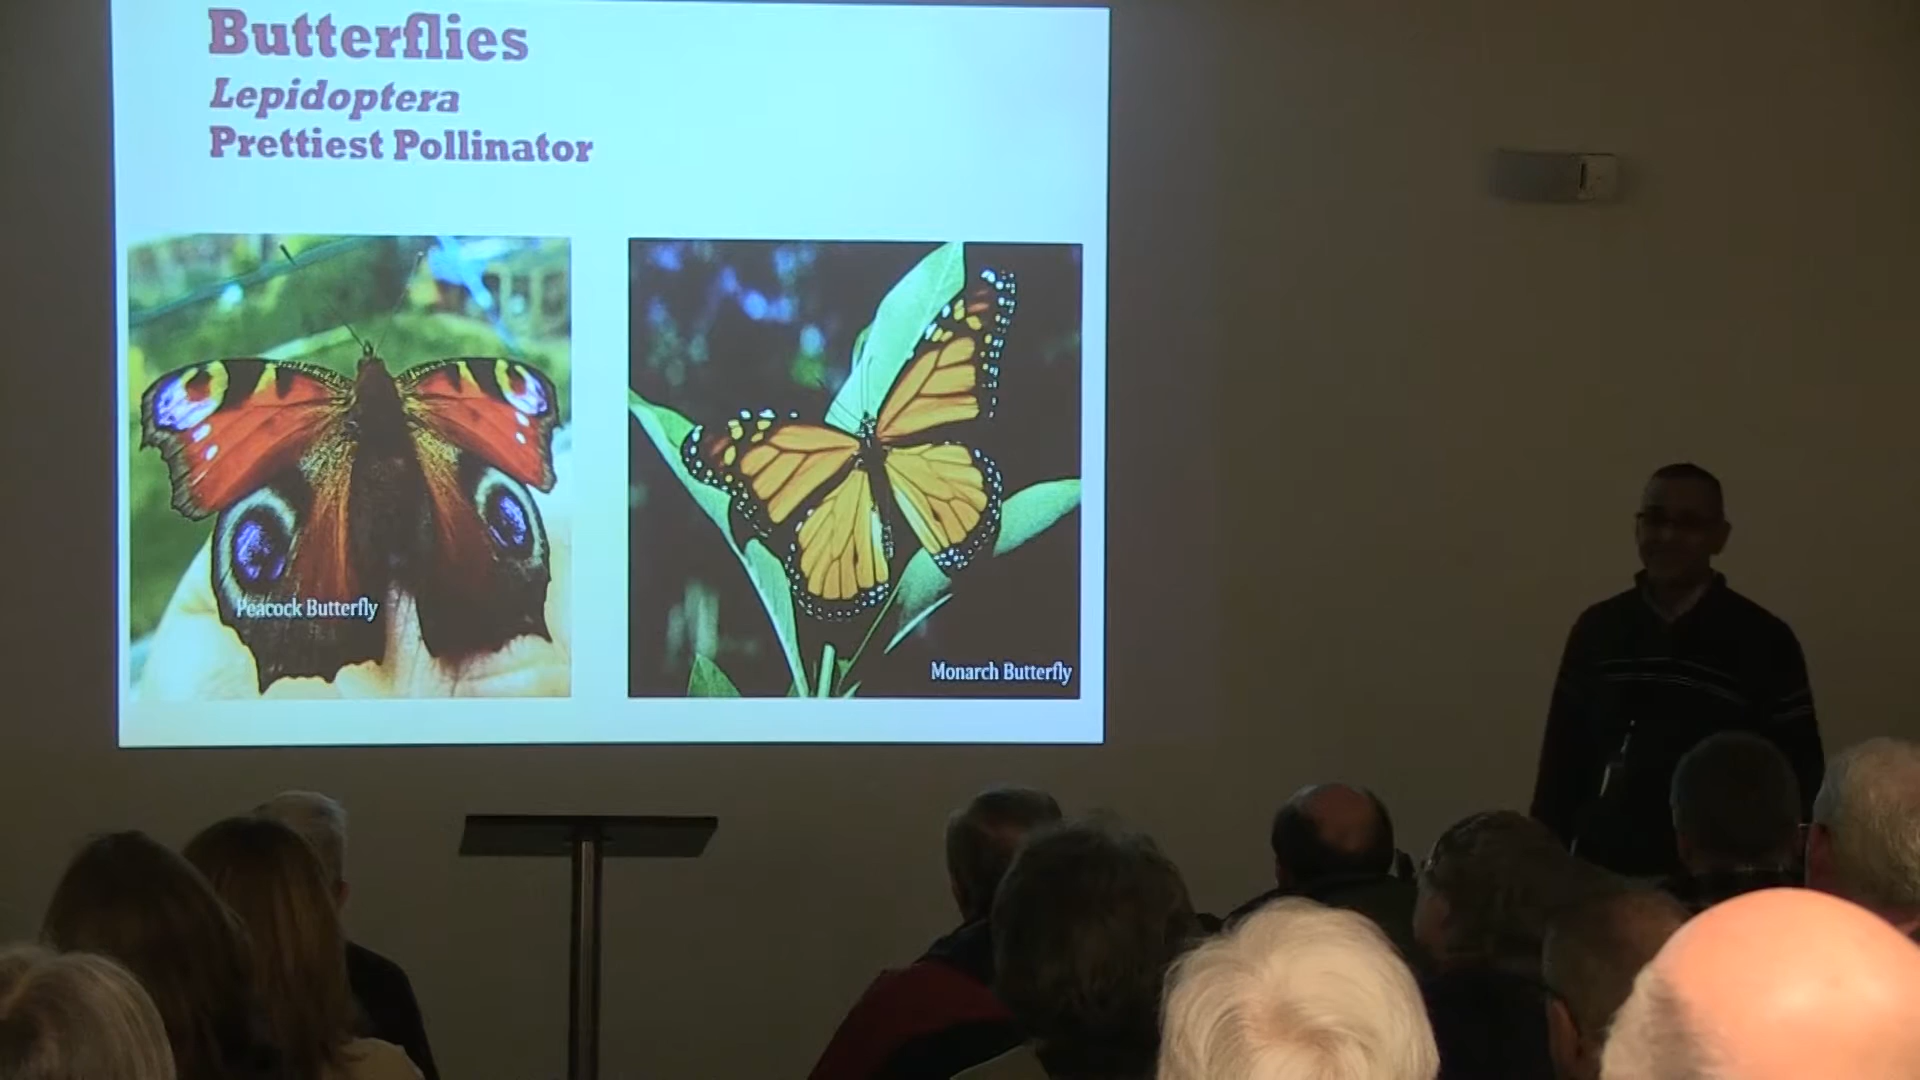 Butterflies
Lepidoptera
Prettiest Pollinator
Peacock Butterfly
Monarch Butterfly